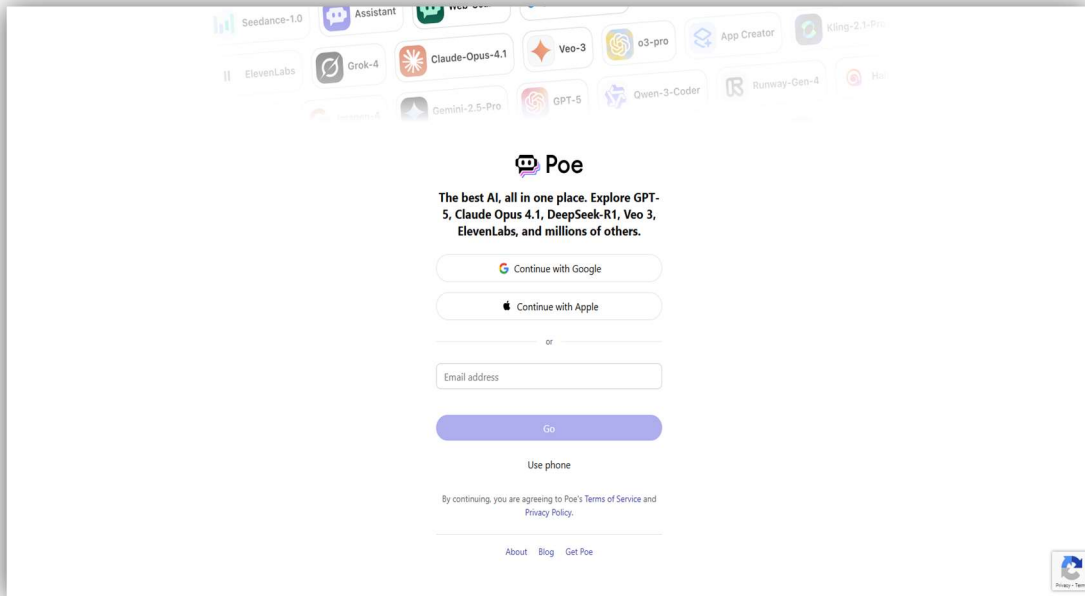 Seedance-1.0
Assistant
Kling-2.1-Pro
ElevenLabs
Grok-4
Claude-Opus-4.1
Veo-3
o3-pro
App Creator
Gemini-2.5-Pro
GPT-5
Qwen-3-Coder
Runway-Gen-4
Poe
The best AI, all in one place. Explore GPT-
5, Claude Opus 4.1, DeepSeek-R1, Veo 3,
ElevenLabs, and millions of others.
Continue with Google
Continue with Apple
or
Email address
Go
Use phone
By continuing, you are agreeing to Poe's Terms of Service and
Privacy Policy.
About Blog Get Poe